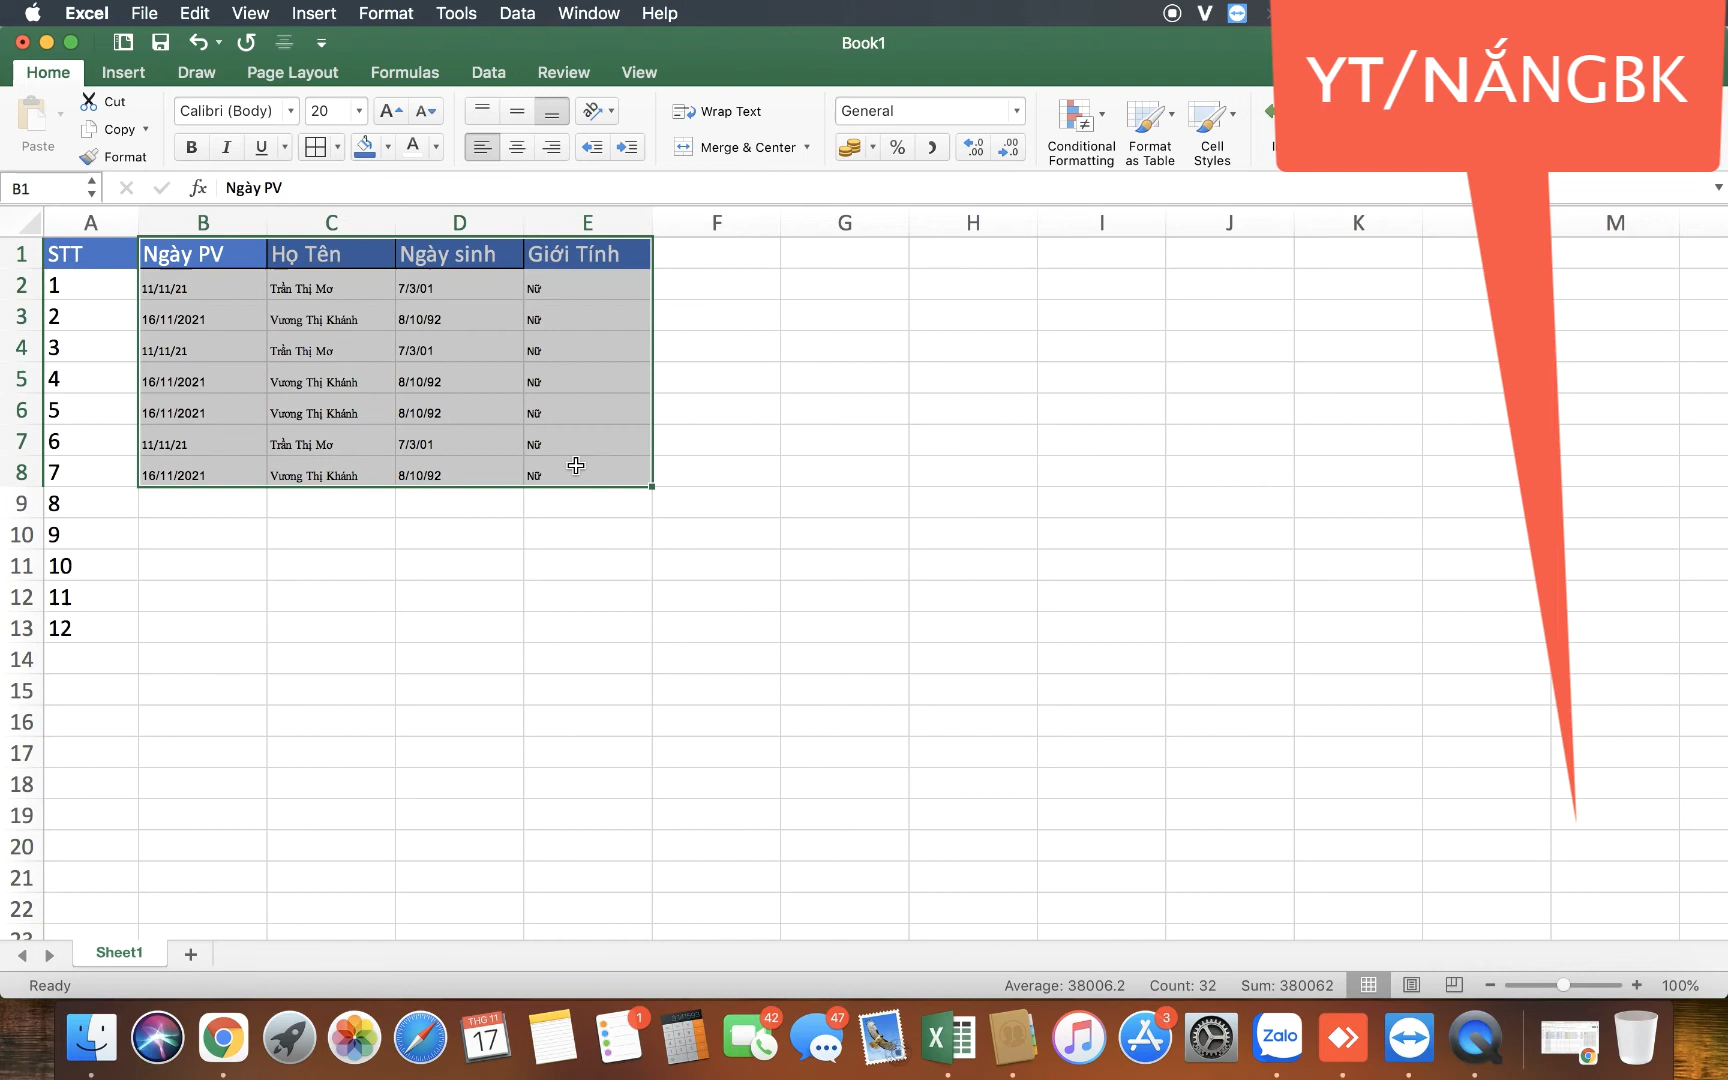 Excel File Edit View Insert Format Tools Data Window Help
YT/NẮNGBK
Book1
Home Insert Draw Page Layout Formulas Data Review View
Paste
Cut
Copy
Format
Calibri (Body) 20 A A
B I U A
Wrap Text
Merge & Center
General
%
Conditional Formatting
Format as Table
Cell Styles
B1 fx Ngày PV
A B C D E F G H I J K M
1 STT Ngày PV Họ Tên Ngày sinh Giới Tính
2 1 11/11/21 Trần Thị Mơ 7/3/01 Nữ
3 2 16/11/2021 Vương Thị Khánh 8/10/92 Nữ
4 3 11/11/21 Trần Thị Mơ 7/3/01 Nữ
5 4 16/11/2021 Vương Thị Khánh 8/10/92 Nữ
6 5 16/11/2021 Vương Thị Khánh 8/10/92 Nữ
7 6 11/11/21 Trần Thị Mơ 7/3/01 Nữ
8 7 16/11/2021 Vương Thị Khánh 8/10/92 Nữ
9 8
10 9
11 10
12 11
13 12
14
15
16
17
18
19
20
21
22
23
Sheet1
Ready Average: 38006.2 Count: 32 Sum: 380062 100%
THG 11
17
1
42
47
3
Zalo